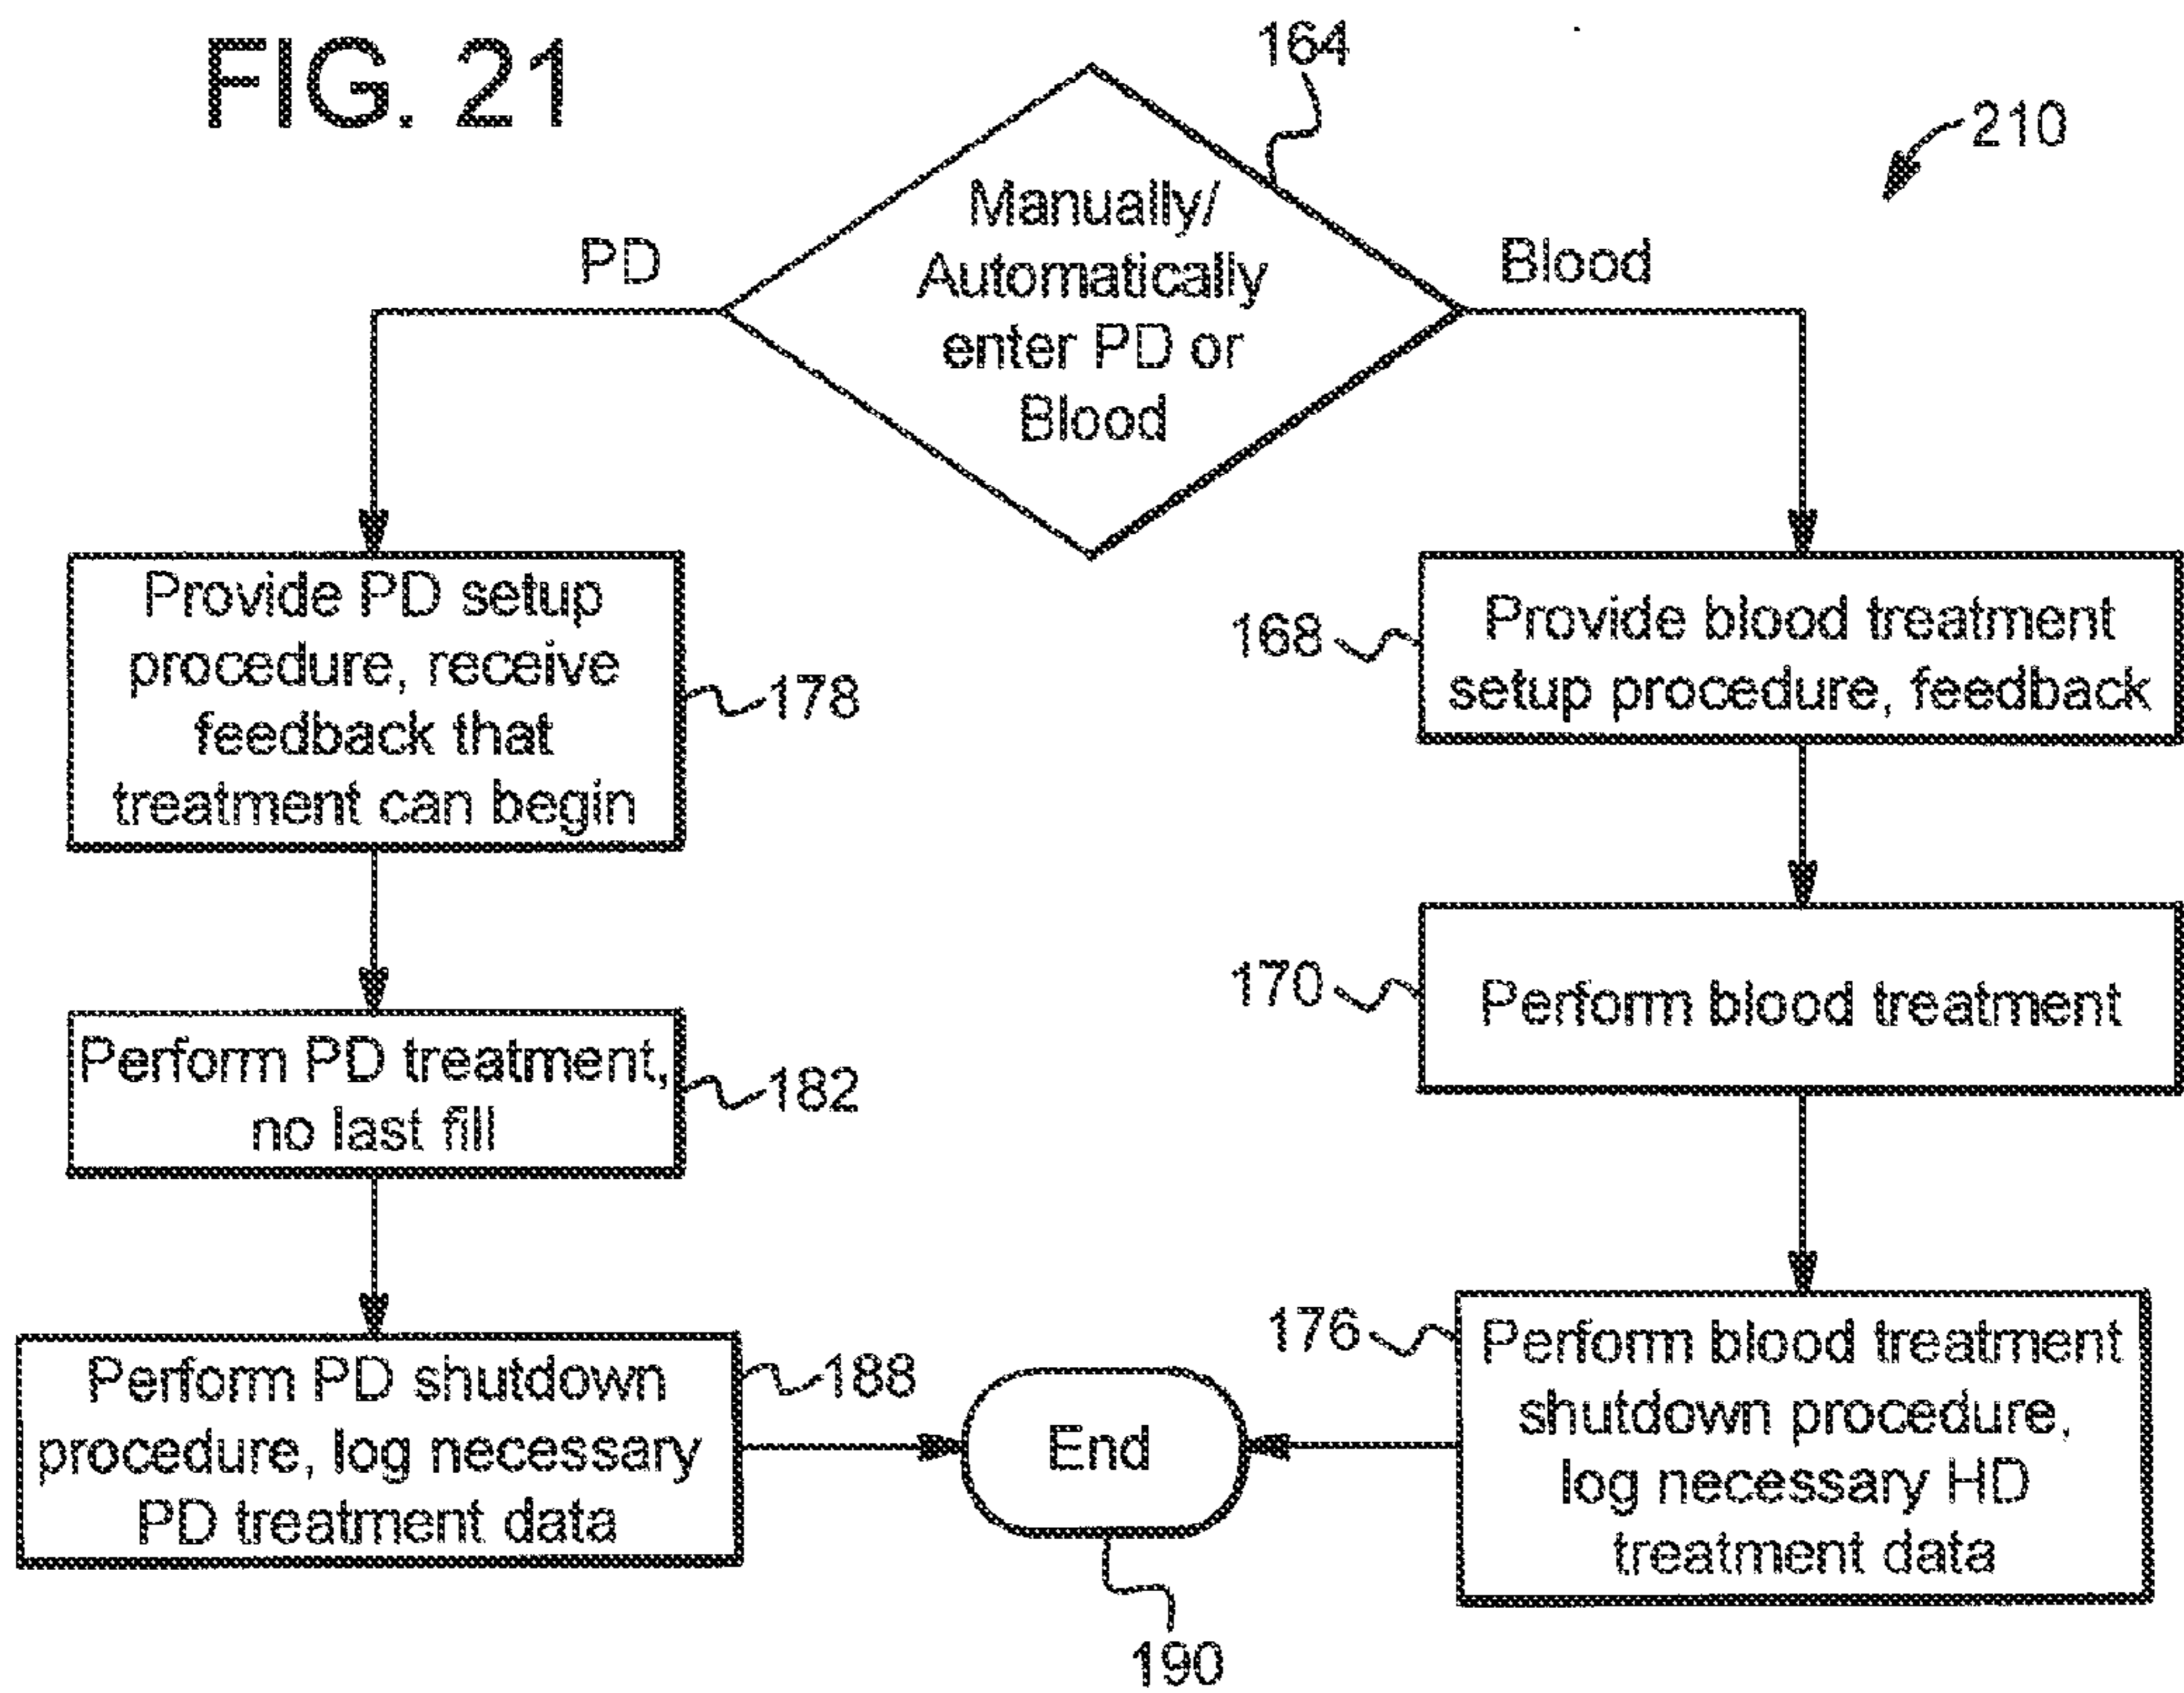 FIG. 21
164
210
Manually/
Automatically
enter PD or
Blood
PD
Blood
Provide PD setup
procedure, receive
feedback that
treatment can begin
178
168
Provide blood treatment
setup procedure, feedback
Perform PD treatment,
no last fill
182
170
Perform blood treatment
Perform PD shutdown
procedure, log necessary
PD treatment data
188
End
190
176
Perform blood treatment
shutdown procedure,
log necessary HD
treatment data